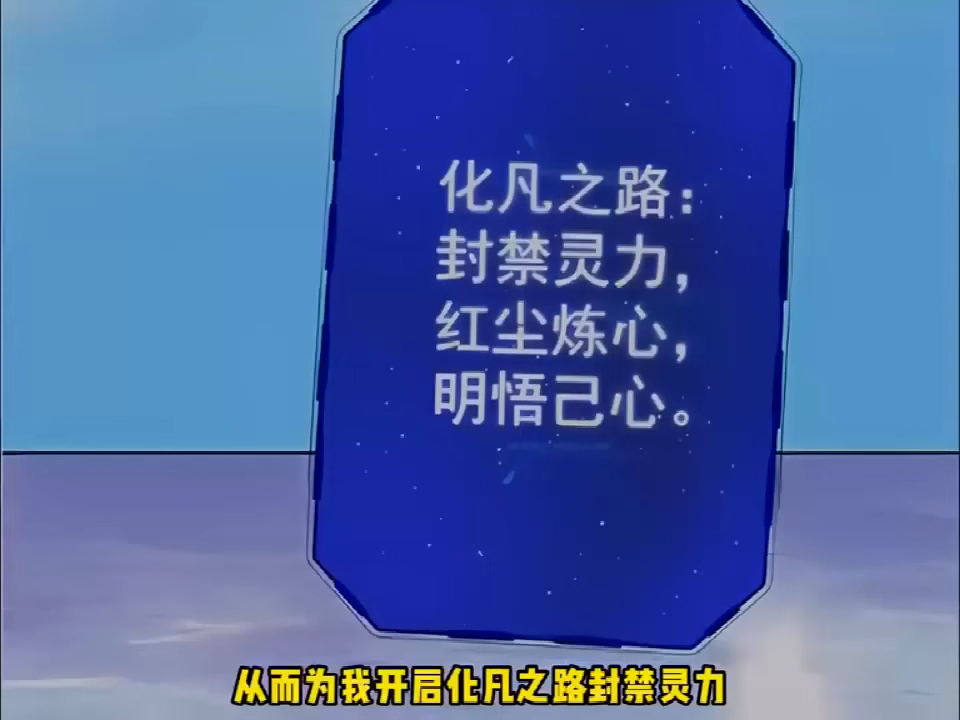 化凡之路：
封禁灵力，
红尘炼心，
明悟己心。
从而为我开启化凡之路封禁灵力